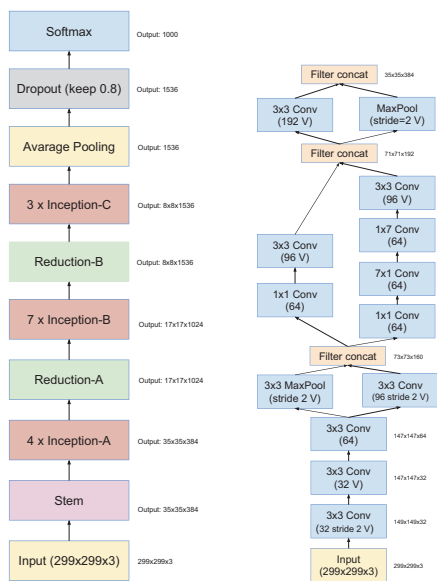 Softmax
Output: 1000
Dropout (keep 0.8)
Output: 1536
Avarage Pooling
Output: 1536
3 x Inception-C
Output: 8x8x1536
Reduction-B
Output: 8x8x1536
7 x Inception-B
Output: 17x17x1024
Reduction-A
Output: 17x17x1024
4 x Inception-A
Output: 35x35x384
Stem
Output: 35x35x384
Input (299x299x3)
299x299x3
Filter concat
35x35x384
3x3 Conv
(192 V)
MaxPool
(stride=2 V)
Filter concat
71x71x192
3x3 Conv
(96 V)
1x7 Conv
(64)
3x3 Conv
(96 V)
7x1 Conv
(64)
1x1 Conv
(64)
1x1 Conv
(64)
Filter concat
73x73x160
3x3 MaxPool
(stride 2 V)
3x3 Conv
(96 stride 2 V)
3x3 Conv
(64)
147x147x64
3x3 Conv
(32 V)
147x147x32
3x3 Conv
(32 stride 2 V)
149x149x32
Input
(299x299x3)
299x299x3